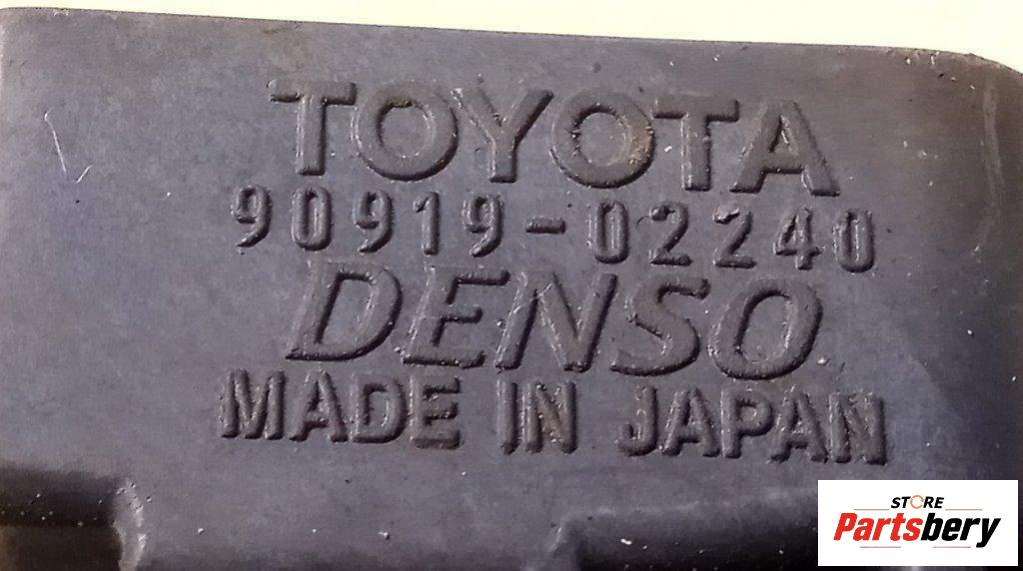 TOYOTA
90919-02240
DENSO
MADE IN JAPAN
STORE
Partsbery